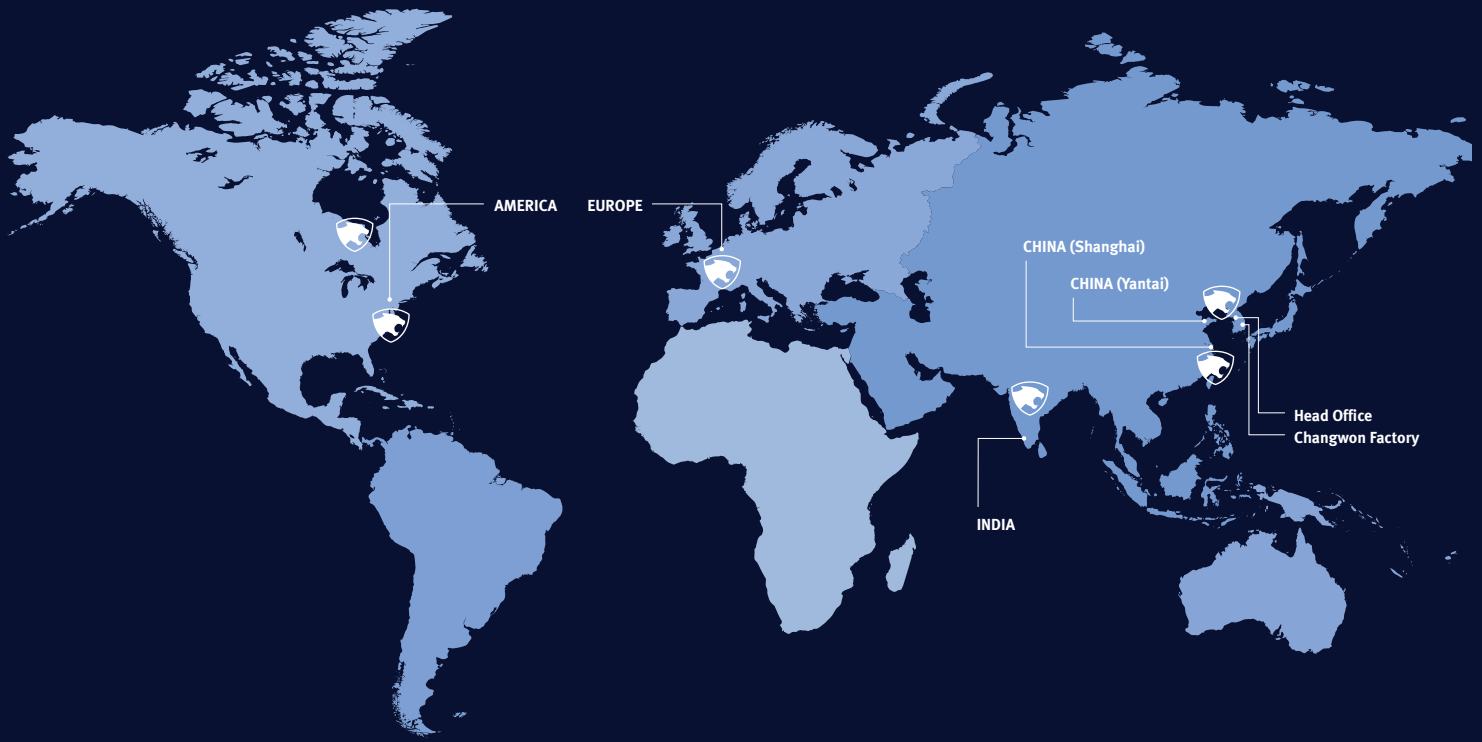 AMERICA
EUROPE
CHINA (Shanghai)
CHINA (Yantai)
Head Office
Changwon Factory
INDIA